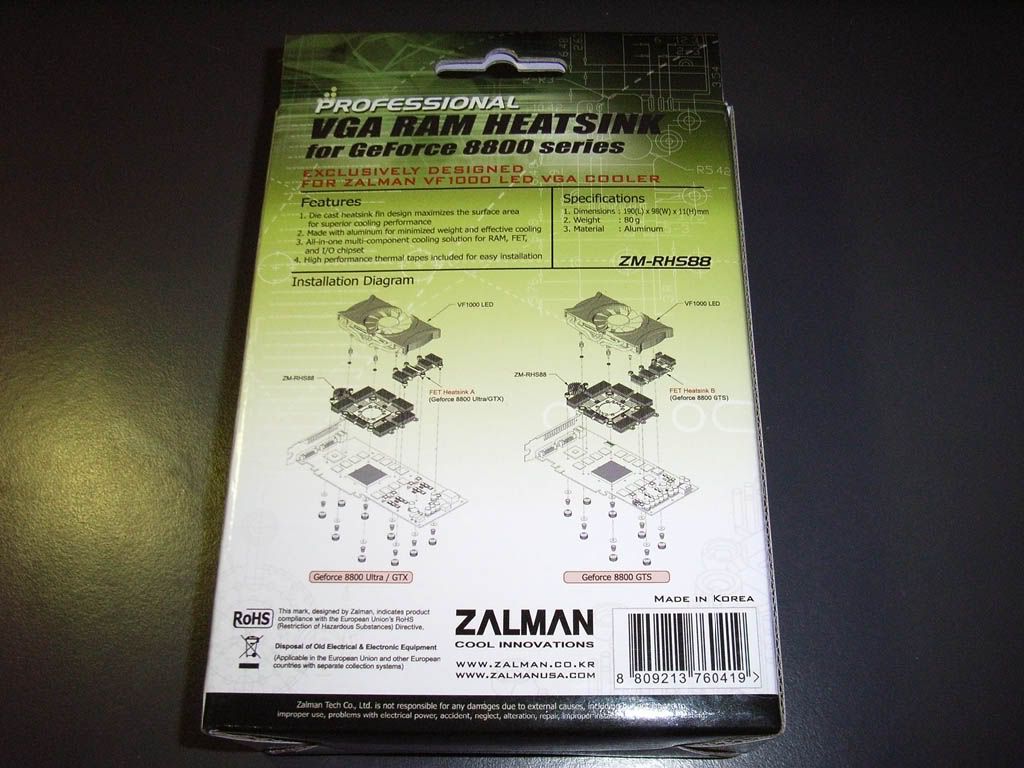 PROFESSIONAL
VGA RAM HEATSINK
for GeForce 8800 series
EXCLUSIVELY DESIGNED
FOR ZALMAN VF1000 LED VGA COOLER
Features
1. Die cast heatsink fin design maximizes the surface area
for superior cooling performance
2. Made with aluminum for minimized weight and effective cooling
3. All-in-one multi-component cooling solution for RAM, FET,
and I/O chipset
4. High performance thermal tapes included for easy installation
Specifications
1. Dimensions : 190(L) x 98(W) x 11(H)mm
2. Weight : 80g
3. Material : Aluminum
ZM-RHS88
Installation Diagram
VF1000 LED
ZM-RHS88
FET Heatsink A
(Geforce 8800 Ultra/GTX)
Geforce 8800 Ultra / GTX
VF1000 LED
ZM-RHS88
FET Heatsink B
(Geforce 8800 GTS)
Geforce 8800 GTS
MADE IN KOREA
RoHS
This mark, designed by Zalman, indicates product
compliance with the European Union's RoHS
(Restriction of Hazardous Substances) Directive.
Disposal of Old Electrical & Electronic Equipment
(Applicable in the European Union and other European
countries with separate collection systems)
ZALMAN
COOL INNOVATIONS
WWW.ZALMAN.CO.KR
WWW.ZALMANUSA.COM
8 809213 760419 >
Zalman Tech Co., Ltd. is not responsible for any damages due to external causes, including but not limited to
improper use, problems with electrical power, accident, neglect, alteration, repair, improper
R5.42